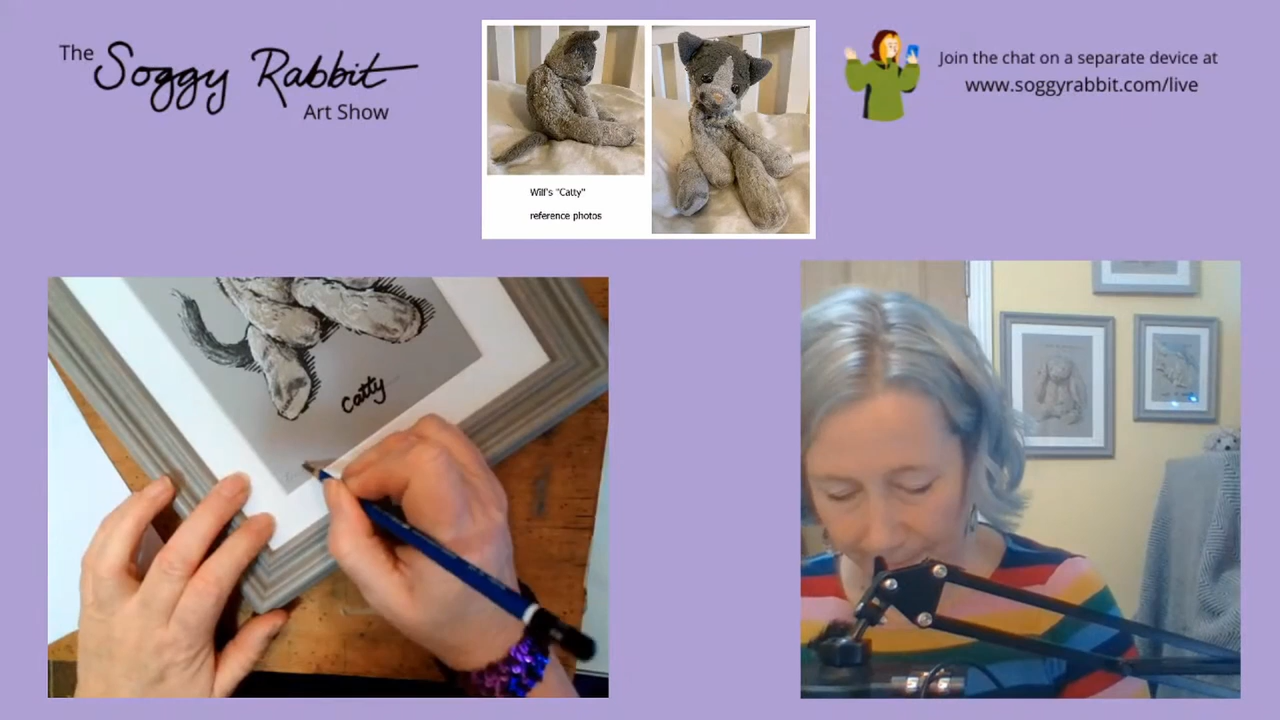 The Soggy Rabbit
Art Show
Wilf's "Catty"
reference photos
Join the chat on a separate device at
www.soggyrabbit.com/live
Catty